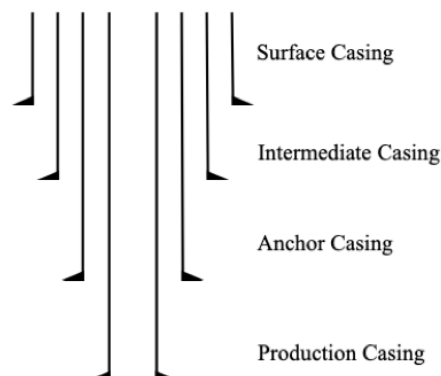 Surface Casing
Intermediate Casing
Anchor Casing
Production Casing